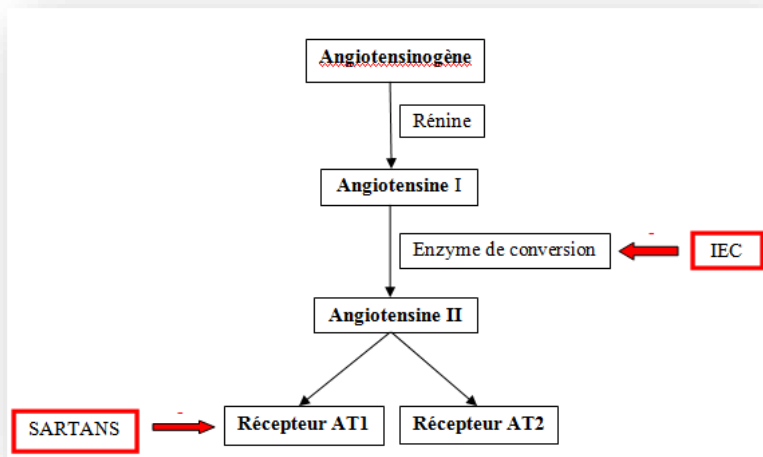 Angiotensinogène
Rénine
Angiotensine I
Enzyme de conversion
-
IEC
Angiotensine II
SARTANS
-
Récepteur AT1
Récepteur AT2